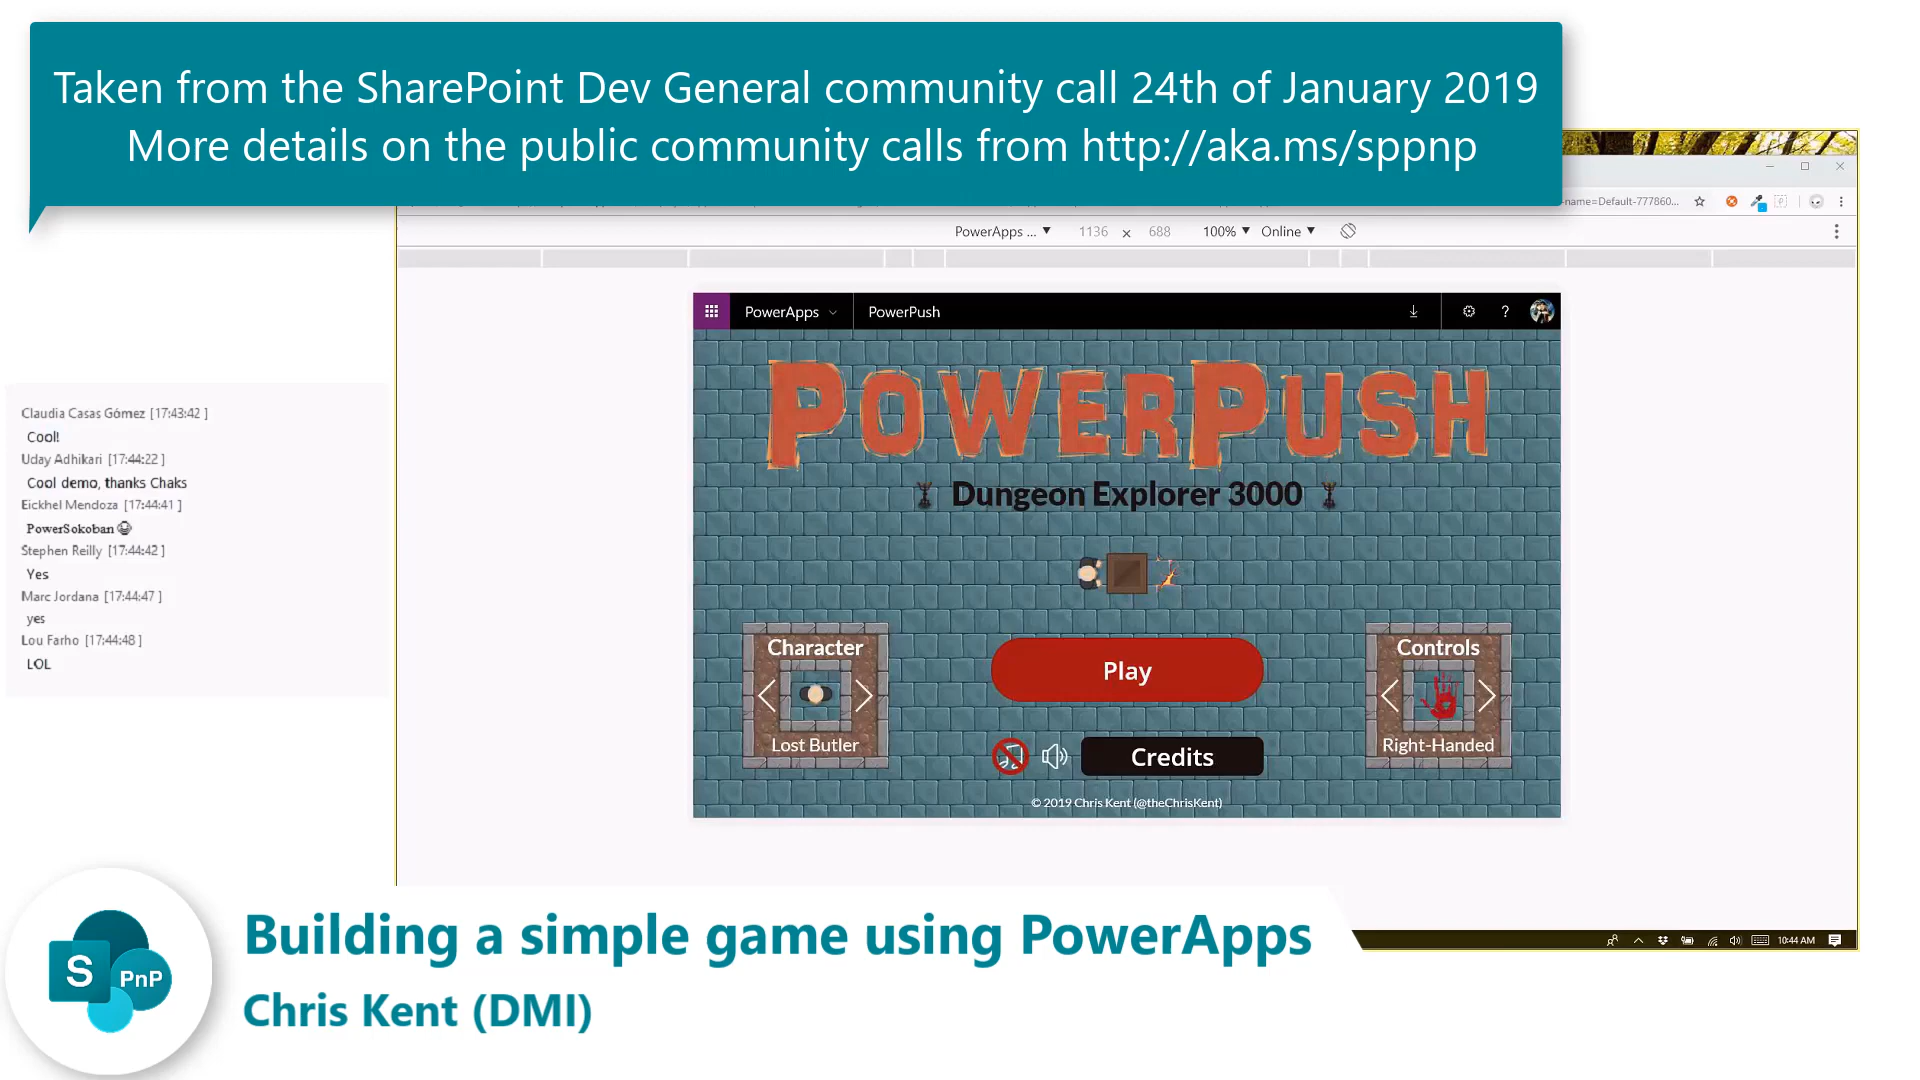 Taken from the SharePoint Dev General community call 24th of January 2019
More details on the public community calls from http://aka.ms/sppnp
-name=Default-777860...
PowerApps ... 1136 × 688 100% Online
PowerApps PowerPush ?
POWERPUSH
Dungeon Explorer 3000
Character
Lost Butler
Play
Credits
Controls
Right-Handed
© 2019 Chris Kent (@theChrisKent)
Claudia Casas Gómez [17:43:42 ]
Cool!
Uday Adhikari [17:44:22 ]
Cool demo, thanks Chaks
Eickhel Mendoza [17:44:41 ]
PowerSokoban
Stephen Reilly [17:44:42 ]
Yes
Marc Jordana [17:44:47 ]
yes
Lou Farho [17:44:48 ]
LOL
10:44 AM
S PnP
Building a simple game using PowerApps
Chris Kent (DMI)